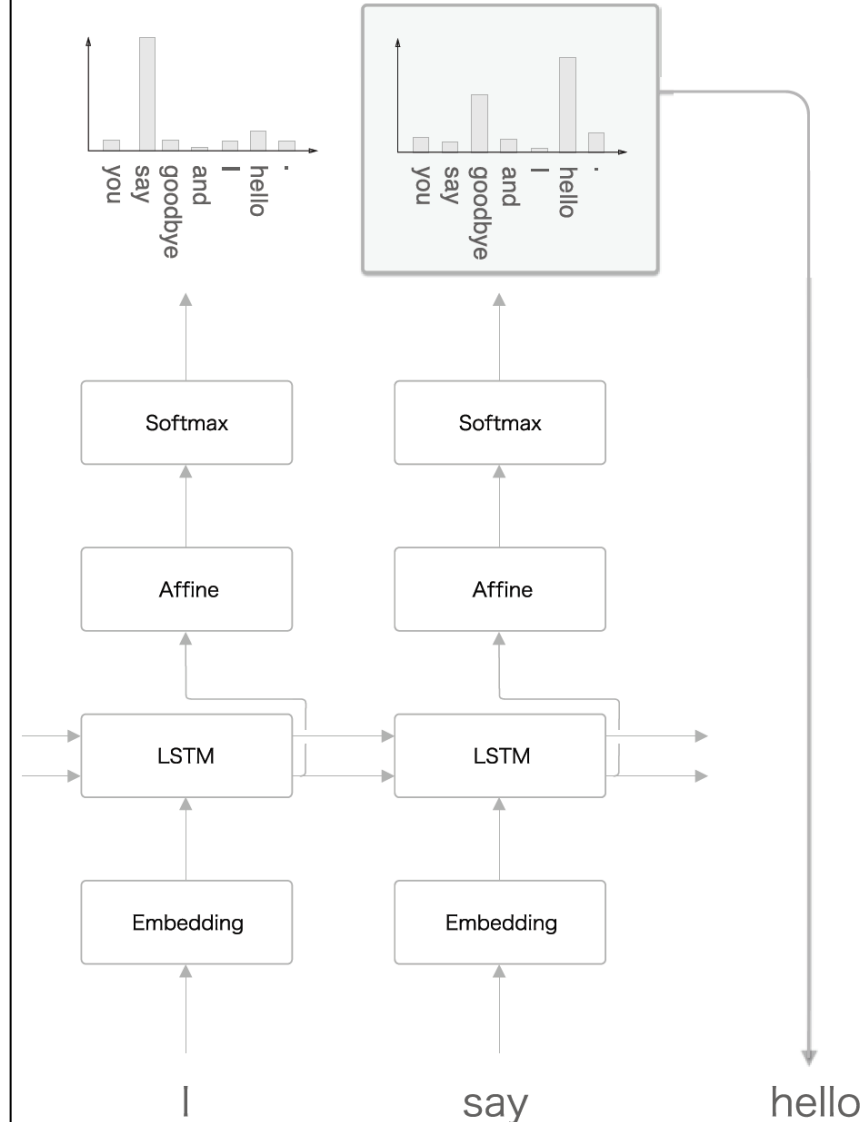 you say goodbye and I hello .
you say goodbye and I hello .
Softmax
Softmax
Affine
Affine
LSTM
LSTM
Embedding
Embedding
I say hello